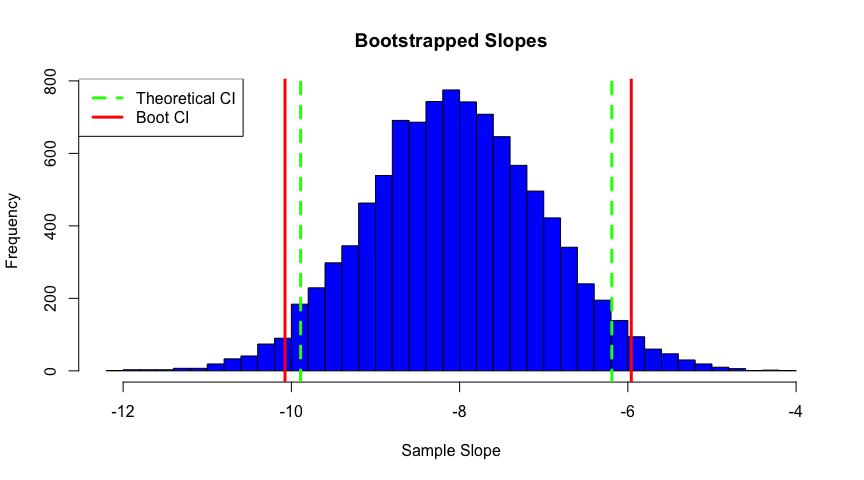 Bootstrapped Slopes
Theoretical CI
Boot CI
Frequency
800
600
400
200
0
-12 -10 -8 -6 -4
Sample Slope